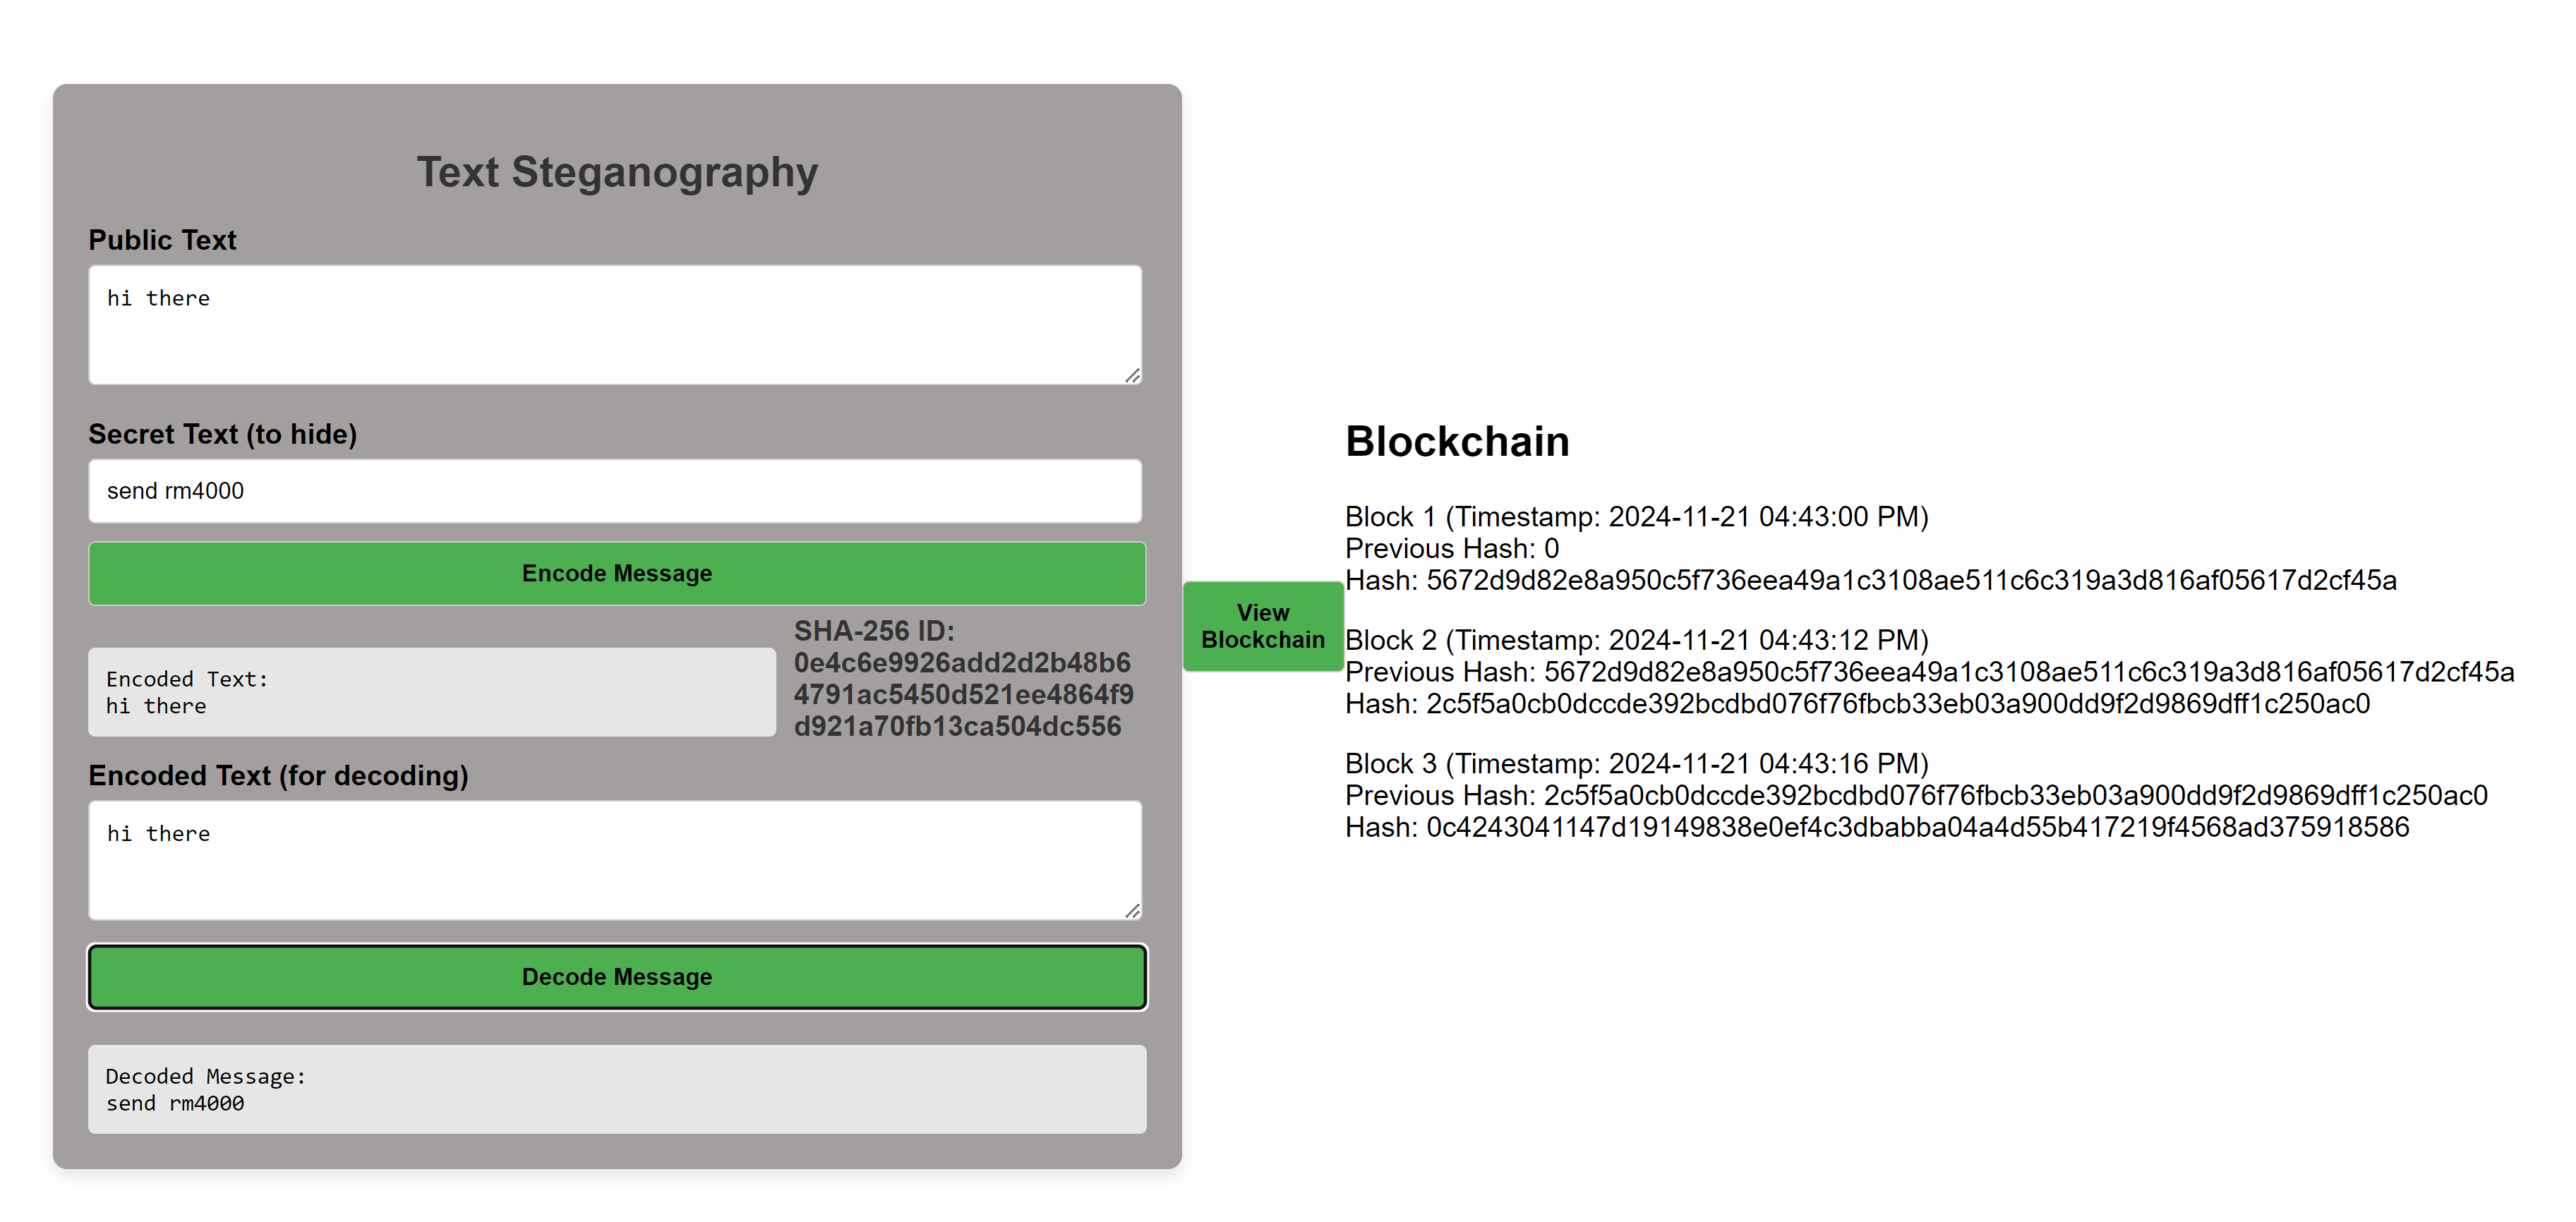 Text Steganography
Public Text
hi there
Secret Text (to hide)
send rm4000
Encode Message
Encoded Text:
hi there
SHA-256 ID:
0e4c6e9926add2d2b48b6
4791ac5450d521ee4864f9
d921a70fb13ca504dc556
Encoded Text (for decoding)
hi there
Decode Message
Decoded Message:
send rm4000
View
Blockchain
Blockchain
Block 1 (Timestamp: 2024-11-21 04:43:00 PM)
Previous Hash: 0
Hash: 5672d9d82e8a950c5f736eea49a1c3108ae511c6c319a3d816af05617d2cf45a
Block 2 (Timestamp: 2024-11-21 04:43:12 PM)
Previous Hash: 5672d9d82e8a950c5f736eea49a1c3108ae511c6c319a3d816af05617d2cf45a
Hash: 2c5f5a0cb0dccde392bcdbd076f76fbcb33eb03a900dd9f2d9869dff1c250ac0
Block 3 (Timestamp: 2024-11-21 04:43:16 PM)
Previous Hash: 2c5f5a0cb0dccde392bcdbd076f76fbcb33eb03a900dd9f2d9869dff1c250ac0
Hash: 0c4243041147d19149838e0ef4c3dbabba04a4d55b417219f4568ad375918586